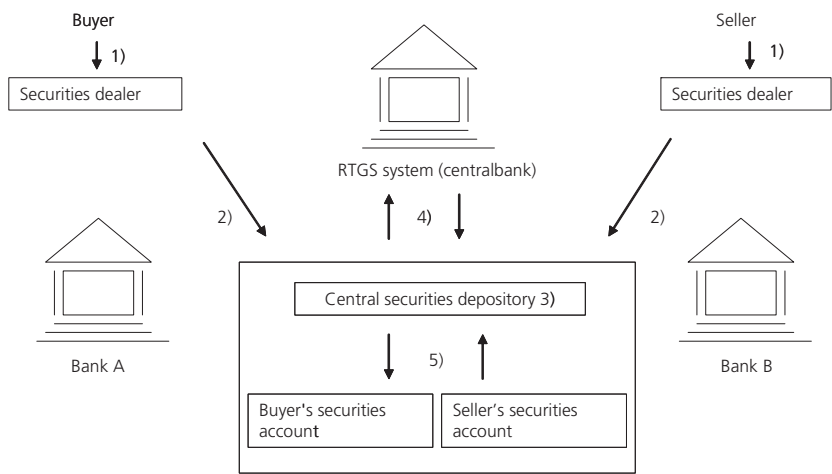 Buyer
Seller
1)
1)
Securities dealer
Securities dealer
RTGS system (centralbank)
2)
4)
2)
Central securities depository 3)
Bank A
Bank B
5)
Buyer's securities
account
Seller's securities
account